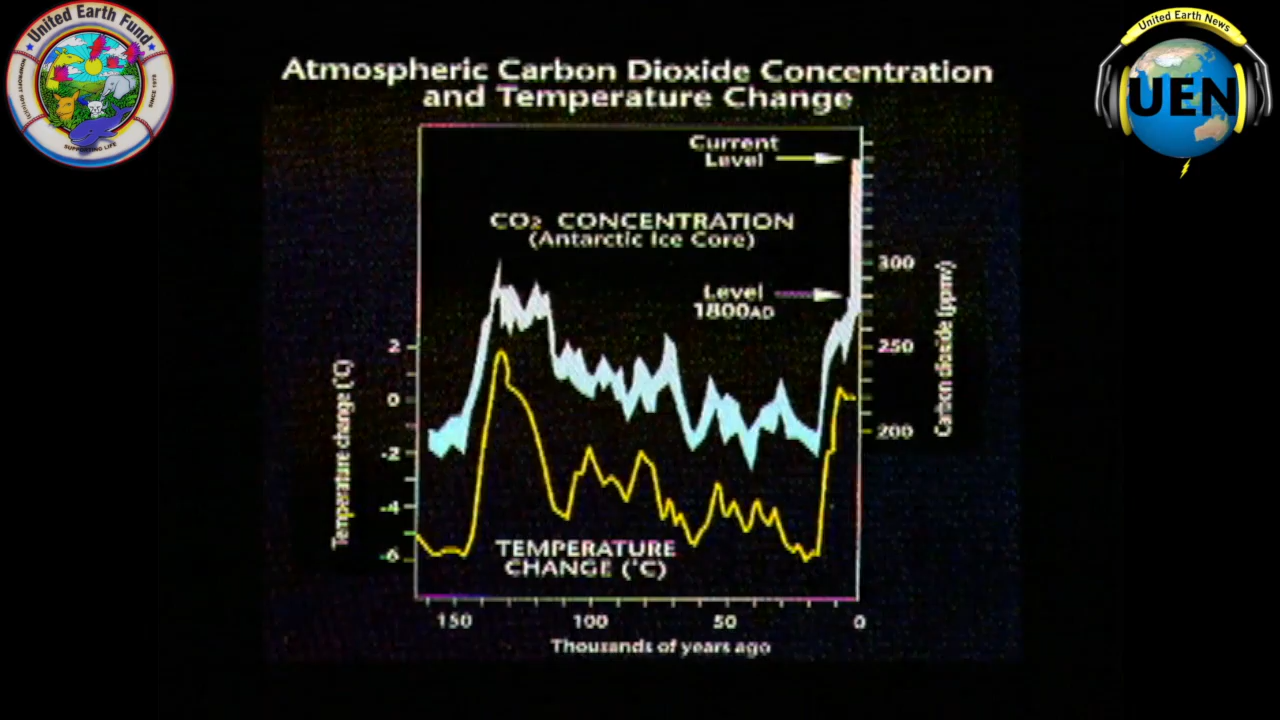 United Earth Fund
SINCE 1978
SUPPORTING LIFE
United Earth News
UEN
Atmospheric Carbon Dioxide Concentration
and Temperature Change
Current
Level
CO₂ CONCENTRATION
(Antarctic Ice Core)
300
Level
1800AD
2
250
0
200
-2
-4
-6
Temperature change (°C)
Carbon dioxide (ppmv)
TEMPERATURE
CHANGE (°C)
150
100
50
0
Thousands of years ago